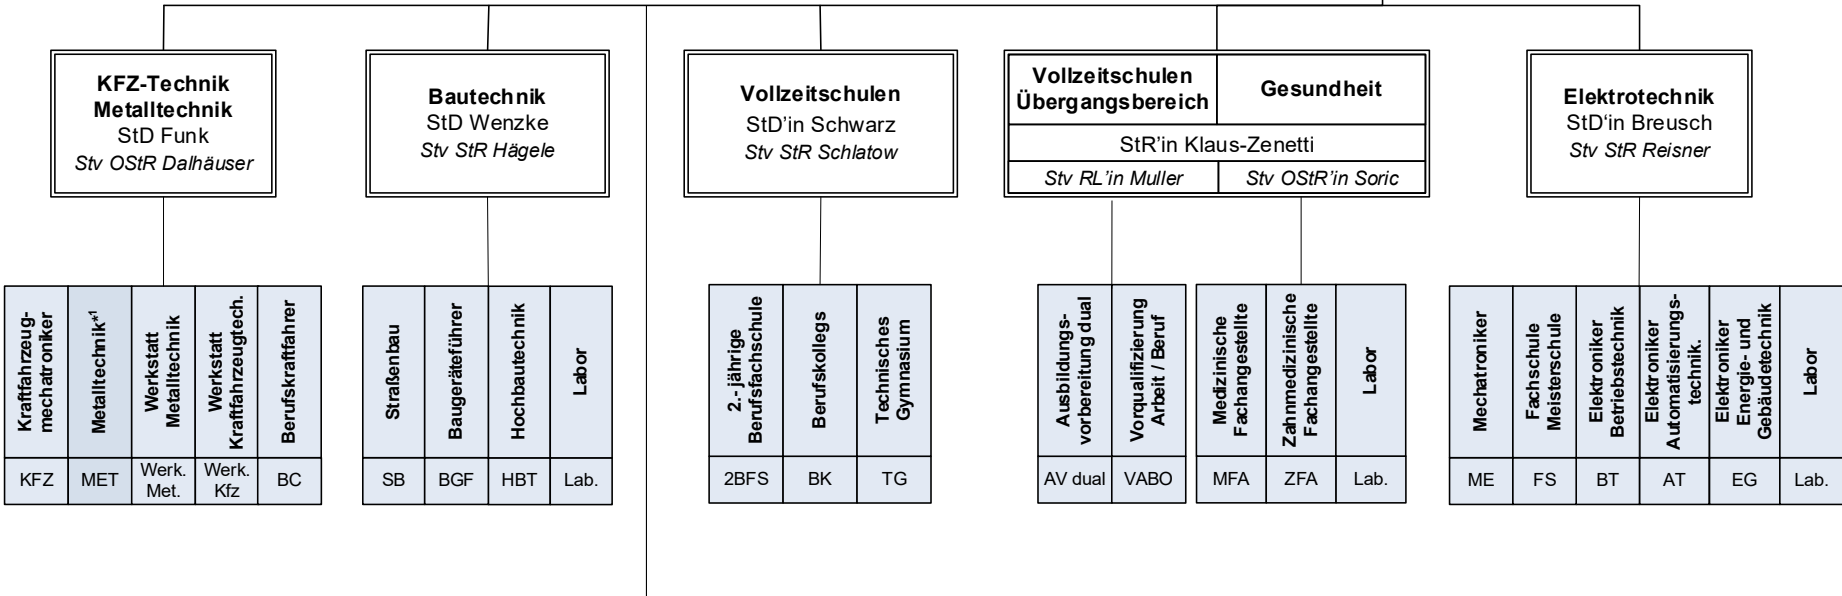 KFZ-Technik
Metalltechnik
StD Funk
Stv OStR Dalhäuser
Bautechnik
StD Wenzke
Stv StR Hägele
Vollzeitschulen
StD’in Schwarz
Stv StR Schlatow
Vollzeitschulen
Übergangsbereich
Gesundheit
StR’in Klaus-Zenetti
Stv RL’in Muller
Stv OStR’in Soric
Elektrotechnik
StD‘in Breusch
Stv StR Reisner
Kraftfahrzeug-
mechatroniker
KFZ
Metalltechnik*¹
MET
Werkstatt
Metalltechnik
Werk.
Met.
Werkstatt
Kraftfahrzeugtech.
Werk.
Kfz
Berufskraftfahrer
BC
Straßenbau
SB
Baugeräteführer
BGF
Hochbautechnik
HBT
Labor
Lab.
2.- jährige
Berufsfachschule
2BFS
Berufskollegs
BK
Technisches
Gymnasium
TG
Ausbildungs-
vorbereitung dual
AV dual
Vorqualifizierung
Arbeit / Beruf
VABO
Medizinische
Fachangestellte
MFA
Zahnmedizinische
Fachangestellte
ZFA
Labor
Lab.
Mechatroniker
ME
Fachschule
Meisterschule
FS
Elektroniker
Betriebstechnik
BT
Elektroniker
Automatisierungs-
technik.
AT
Elektroniker
Energie- und
Gebäudetechnik
EG
Labor
Lab.